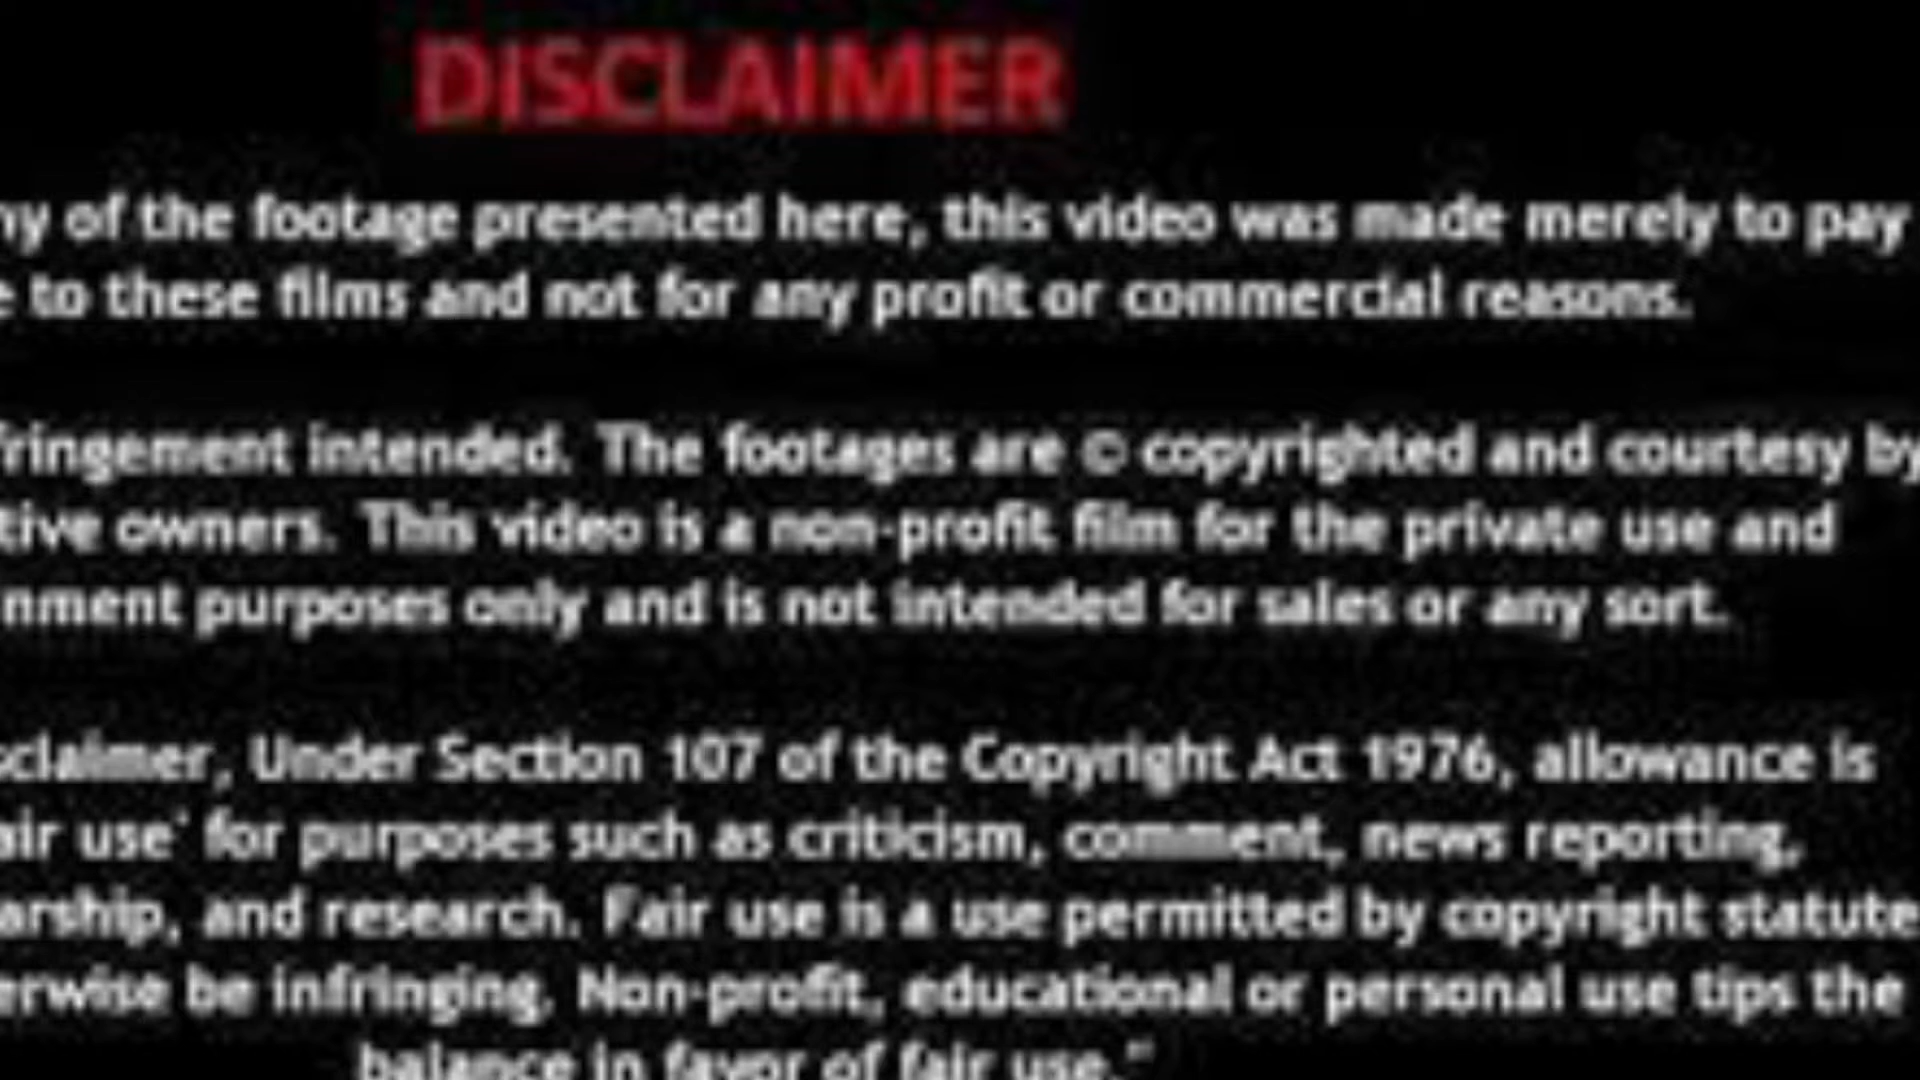 DISCLAIMER
ny of the footage presented here, this video was made merely to pay
e to these films and not for any profit or commercial reasons.
fringement intended. The footages are © copyrighted and courtesy by
tive owners. This video is a non-profit film for the private use and
nment purposes only and is not intended for sales or any sort.
sclaimer, Under Section 107 of the Copyright Act 1976, allowance is
air use' for purposes such as criticism, comment, news reporting,
arship, and research. Fair use is a use permitted by copyright statute
erwise be infringing. Non-profit, educational or personal use tips the
balance in favor of fair use."